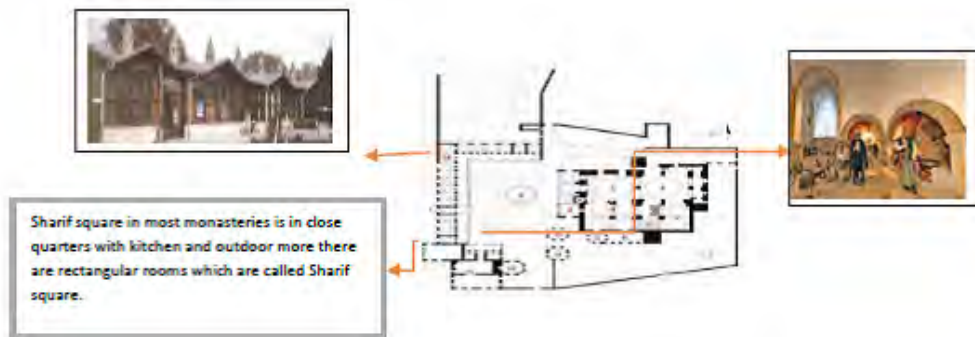 Sharif square in most monasteries is in close
quarters with kitchen and outdoor more there
are rectangular rooms which are called Sharif
square.